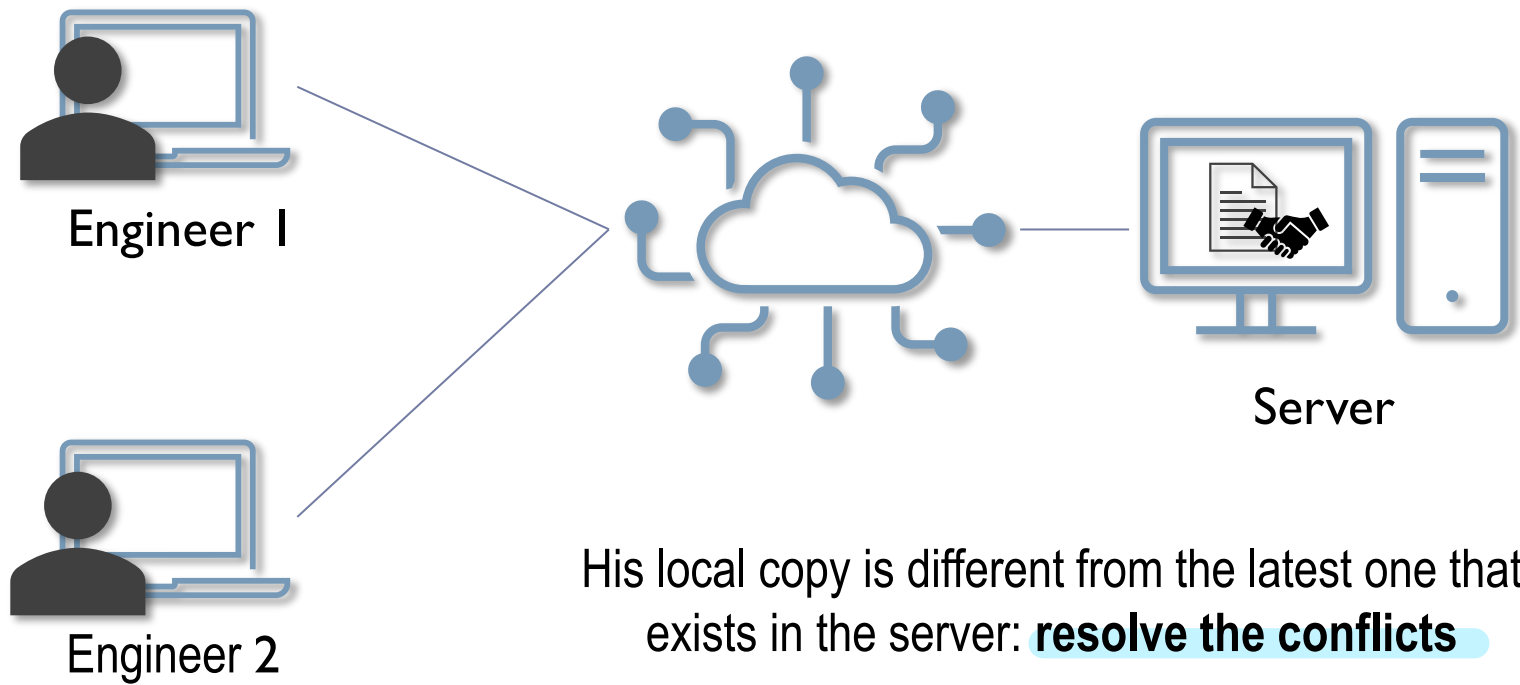 Engineer 1
Server
Engineer 2
His local copy is different from the latest one that
exists in the server: resolve the conflicts